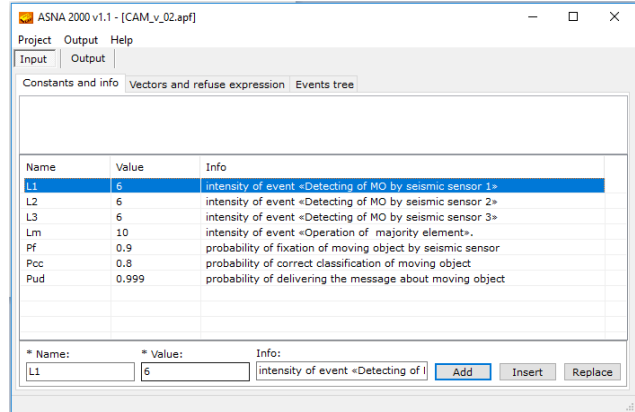 ASNA 2000 v1.1 - [CAM_v_02.apf]
Project Output Help
Input Output
Constants and info Vectors and refuse expression Events tree
Name Value Info
L1 6 intensity of event «Detecting of MO by seismic sensor 1»
L2 6 intensity of event «Detecting of MO by seismic sensor 2»
L3 6 intensity of event «Detecting of MO by seismic sensor 3»
Lm 10 intensity of event «Operation of majority element».
Pf 0.9 probability of fixation of moving object by seismic sensor
Pcc 0.8 probability of correct classification of moving object
Pud 0.999 probability of delivering the message about moving object
* Name: * Value: Info:
L1 6 intensity of event «Detecting of I Add Insert Replace